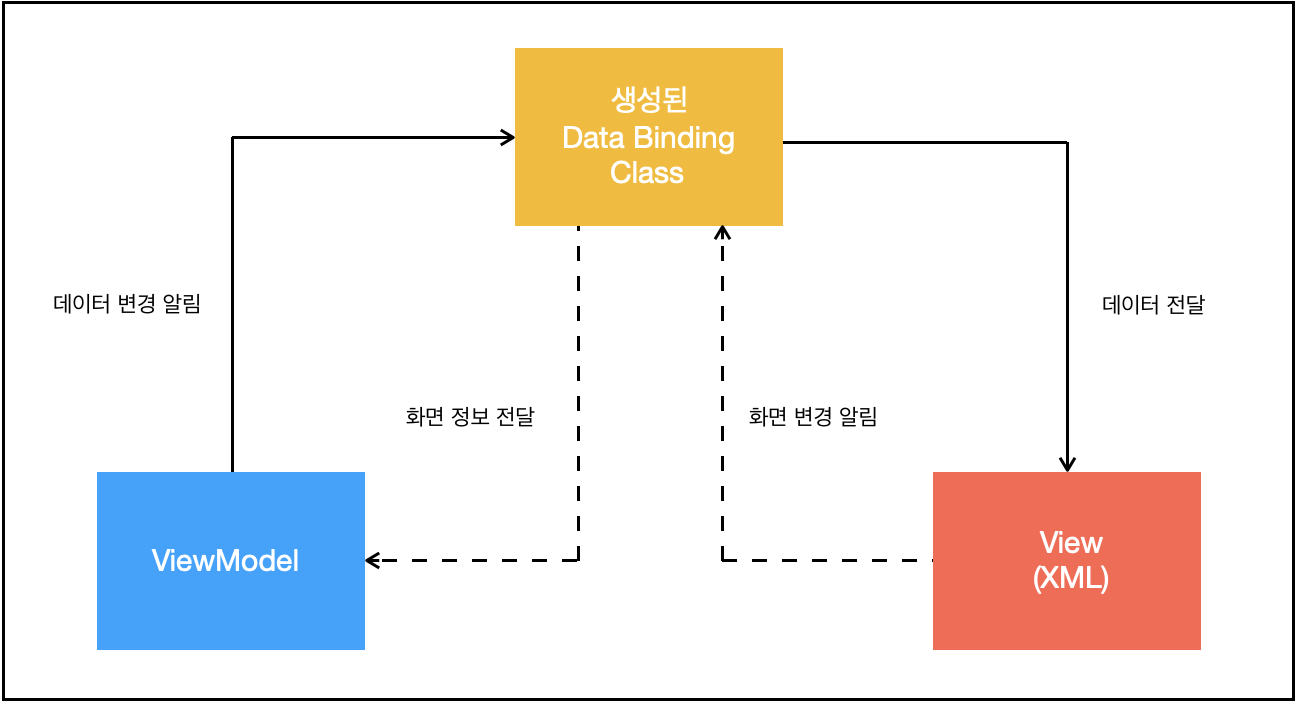 생성된
Data Binding
Class
데이터 변경 알림
데이터 전달
화면 정보 전달
화면 변경 알림
ViewModel
View
(XML)